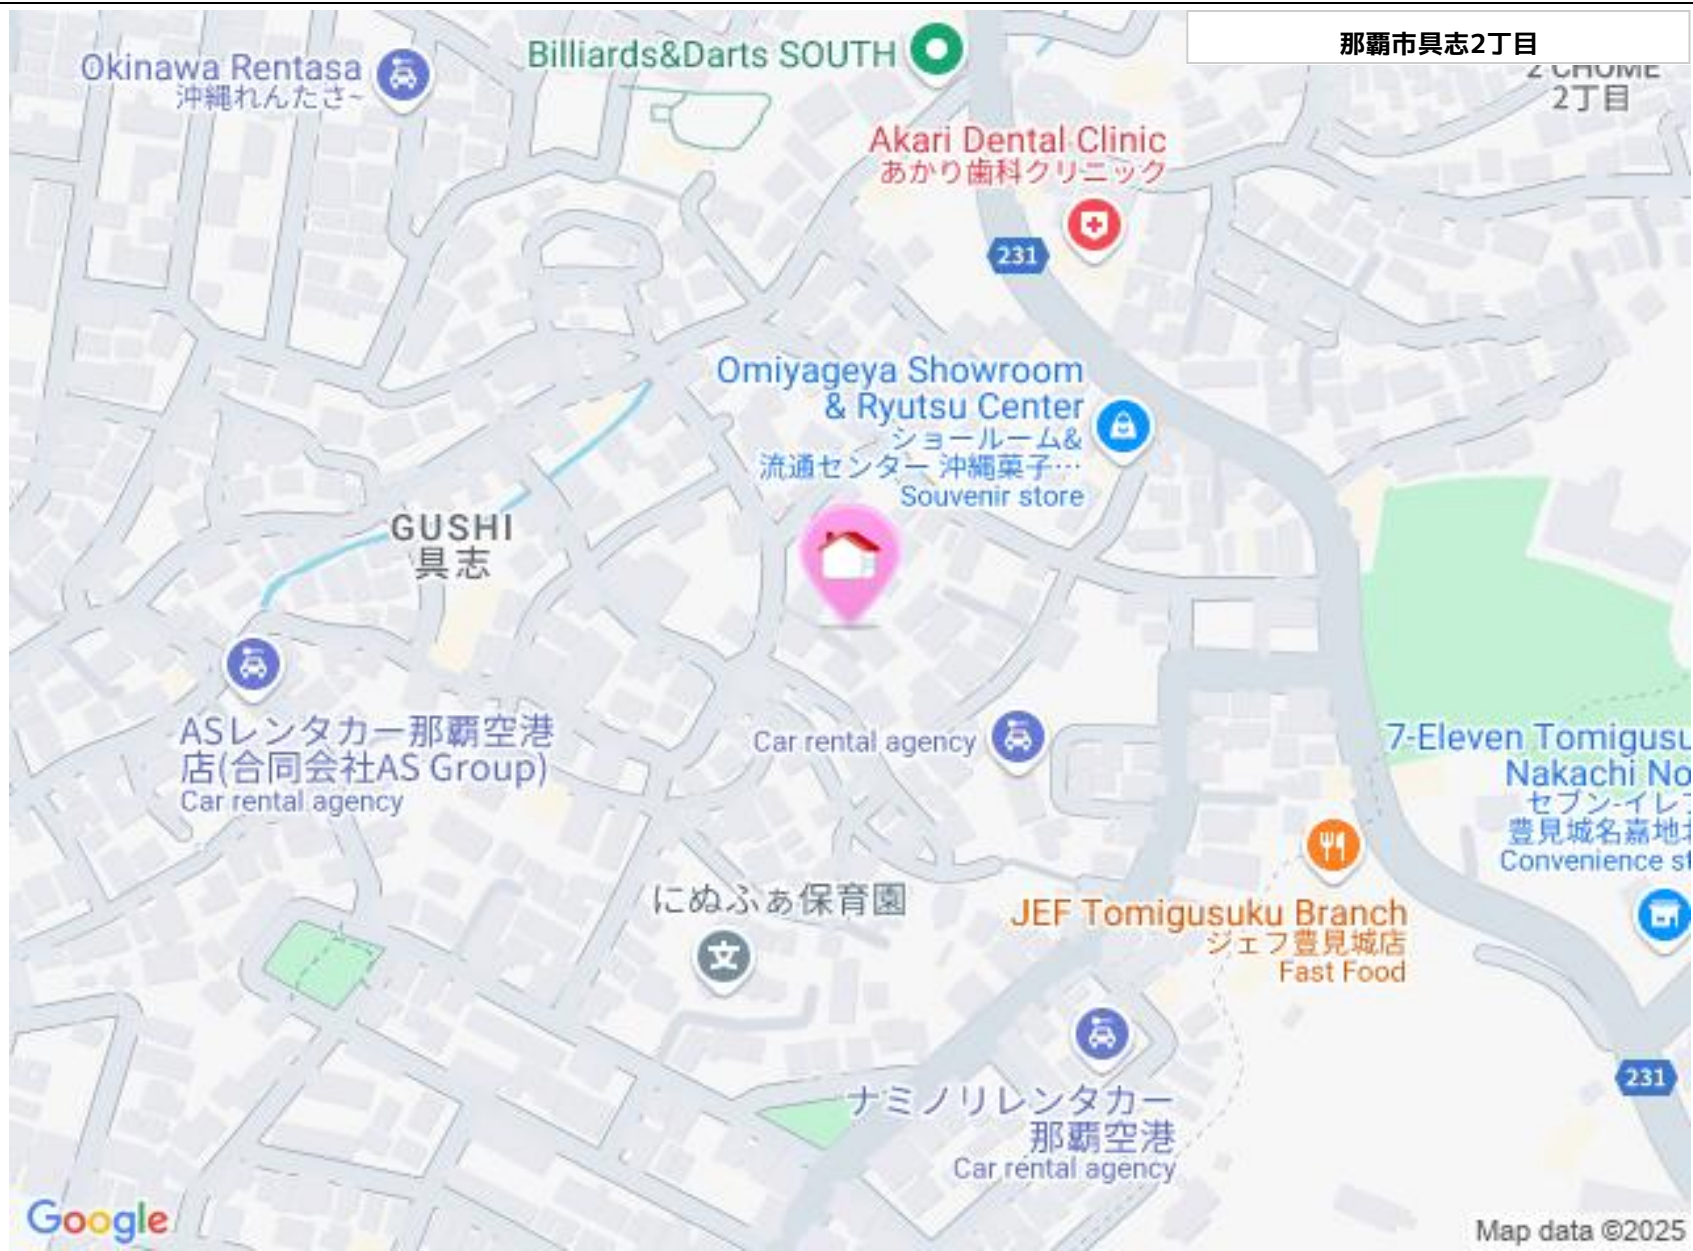 那覇市具志2丁目
Okinawa Rentasa
沖縄れんたさ~
Billiards&Darts SOUTH
2 CHOME
2丁目
Akari Dental Clinic
あかり歯科クリニック
231
Omiyageya Showroom
& Ryutsu Center
ショールーム&
流通センター 沖縄菓子…
Souvenir store
GUSHI
具志
ASレンタカー那覇空港
店(合同会社AS Group)
Car rental agency
Car rental agency
7-Eleven Tomigusu
Nakachi No
セブン-イレブ
豊見城名嘉地北
Convenience st
にぬふぁ保育園
文
JEF Tomigusuku Branch
ジェフ豊見城店
Fast Food
231
ナミノリレンタカー
那覇空港
Car rental agency
Google
Map data ©2025